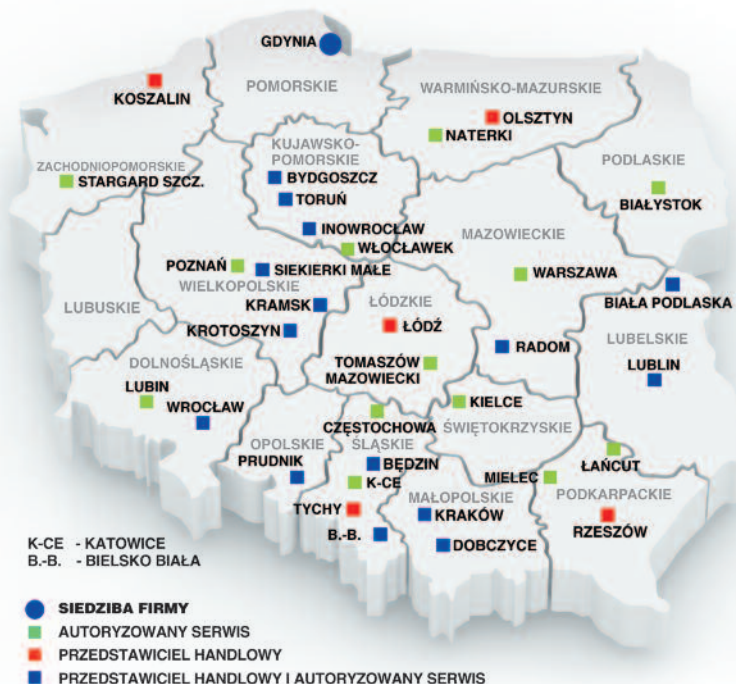 GDYNIA
POMORSKIE
KOSZALIN
WARMIŃSKO-MAZURSKIE
OLSZTYN
NATERKI
ZACHODNIOPOMORSKIE
STARGARD SZCZ.
KUJAWSKO-
POMORSKIE
BYDGOSZCZ
TORUŃ
INOWROCŁAW
WŁOCŁAWEK
PODLASKIE
BIAŁYSTOK
MAZOWIECKIE
WARSZAWA
BIAŁA PODLASKA
POZNAŃ
SIEKIERKI MAŁE
WIELKOPOLSKIE
KRAMSK
KROTOSZYN
LUBUSKIE
ŁÓDZKIE
ŁÓDŹ
TOMASZÓW
MAZOWIECKI
RADOM
LUBELSKIE
LUBLIN
DOLNOŚLĄSKIE
LUBIN
WROCŁAW
CZĘSTOCHOWA
KIELCE
ŚWIĘTOKRZYSKIE
OPOLSKIE
PRUDNIK
ŚLĄSKIE
BĘDZIN
K-CE
TYCHY
B.-B.
MAŁOPOLSKIE
KRAKÓW
DOBCZYCE
MIELEC
ŁAŃCUT
PODKARPACKIE
RZESZÓW
K-CE - KATOWICE
B.-B. - BIELSKO BIAŁA
SIEDZIBA FIRMY
AUTORYZOWANY SERWIS
PRZEDSTAWICIEL HANDLOWY
PRZEDSTAWICIEL HANDLOWY I AUTORYZOWANY SERWIS